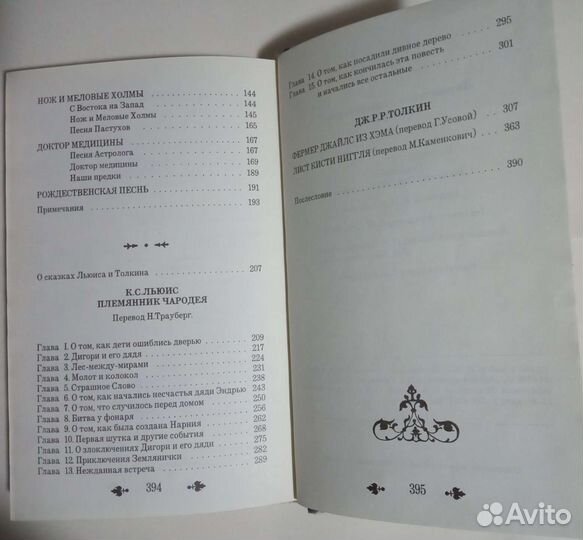 НОЖ И МЕЛОВЫЕ ХОЛМЫ 144
С Востока на Запад 144
Нож и Меловые Холмы 145
Песня Пастухов 165
ДОКТОР МЕДИЦИНЫ 167
Песня Астролога 167
Доктор медицины 169
Наши предки 189
РОЖДЕСТВЕНСКАЯ ПЕСНЬ 191
Примечания 193
О сказках Льюиса и Толкина 207
К.С.ЛЬЮИС
ПЛЕМЯННИК ЧАРОДЕЯ
Перевод Н.Трауберг.
Глава 1. О том, как дети ошиблись дверью 209
Глава 2. Дигори и его дядя 217
Глава 3. Лес-между-мирами 224
Глава 4. Молот и колокол 231
Глава 5. Страшное Слово 238
Глава 6. О том, как начались несчастья дяди Эндрью 243
Глава 7. О том, что случилось перед домом 250
Глава 8. Битва у фонаря 256
Глава 9. О том, как была создана Нарния 262
Глава 10. Первая шутка и другие события 268
Глава 11. О злоключениях Дигори и его дяди 275
Глава 12. Приключения Землянички 282
Глава 13. Нежданная встреча 289
394
Глава 14. О том, как посадили дивное дерево 295
Глава 15. О том, как кончилась эта повесть
и начались все остальные 301
ДЖ.Р.Р.ТОЛКИН
ФЕРМЕР ДЖАЙЛС ИЗ ХЭМА (перевод Г.Усовой) 307
ЛИСТ КИСТИ НИГГЛЯ (перевод М.Каменкович) 363
Послесловие 390
395
Avito